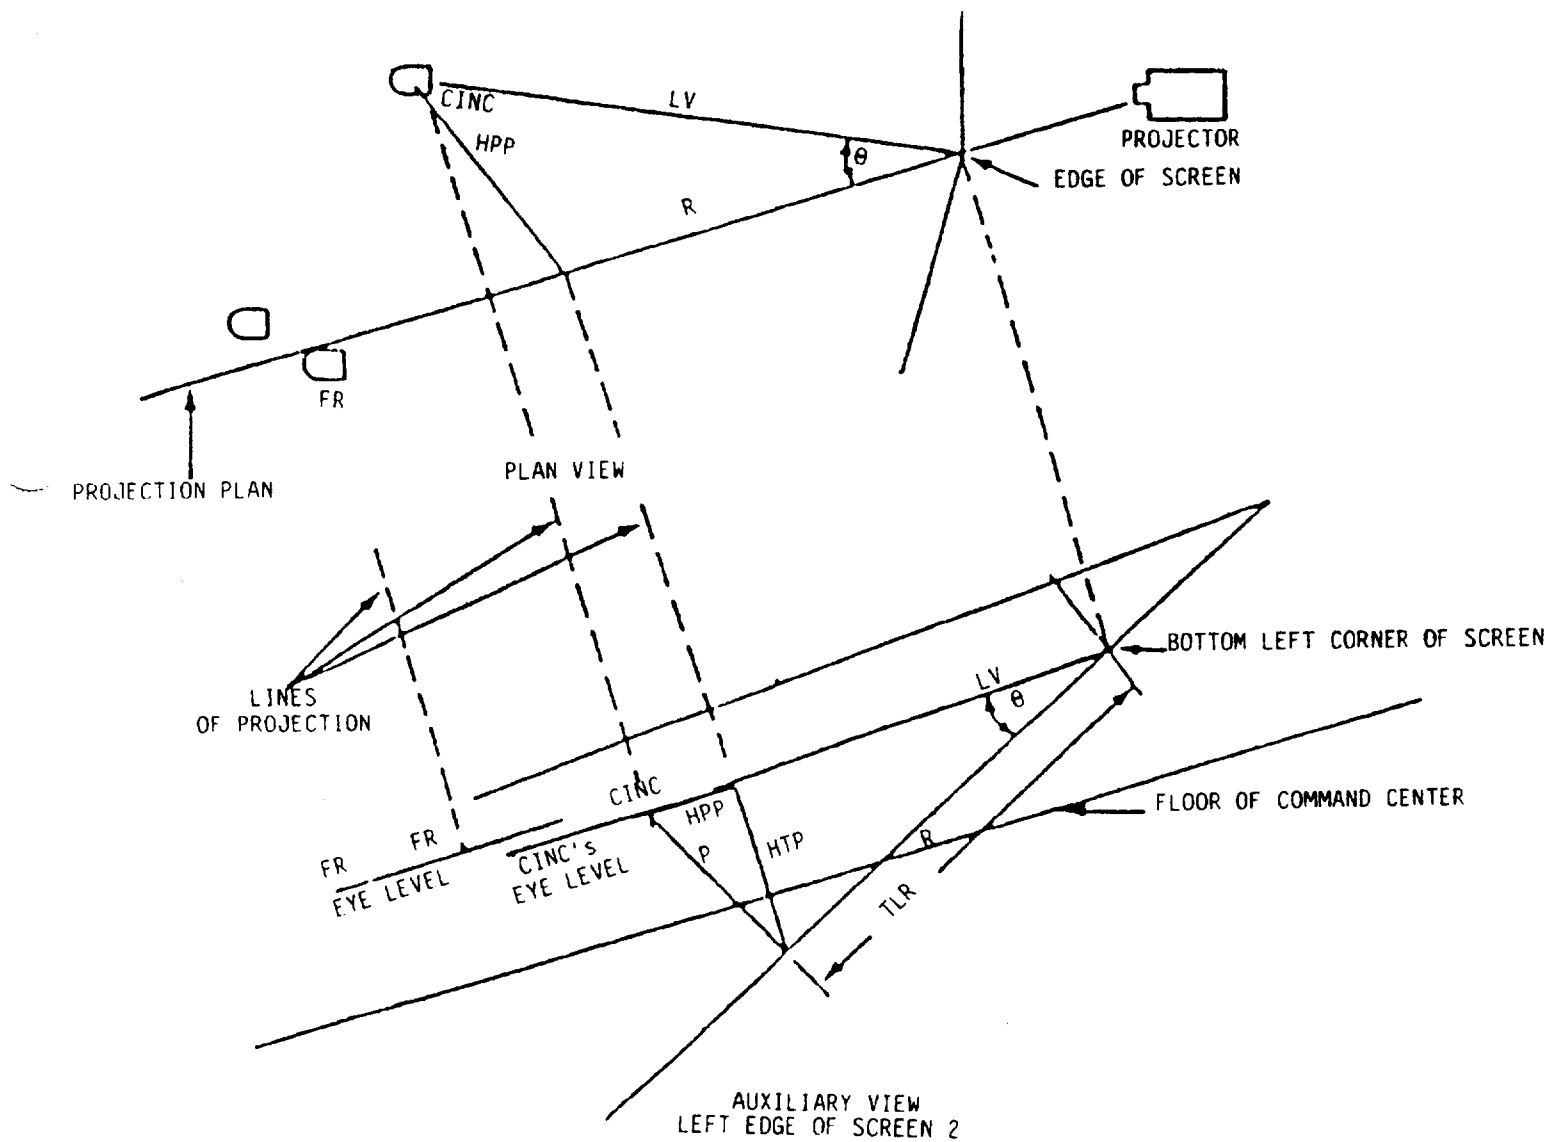 CINC
LV
HPP
θ
PROJECTOR
EDGE OF SCREEN
R
FR
PLAN VIEW
PROJECTION PLAN
LINES
OF PROJECTION
BOTTOM LEFT CORNER OF SCREEN
LV
θ
CINC
HPP
FLOOR OF COMMAND CENTER
FR
FR
EYE LEVEL
CINC's
EYE LEVEL
P
HTP
R
TLR
AUXILIARY VIEW
LEFT EDGE OF SCREEN 2